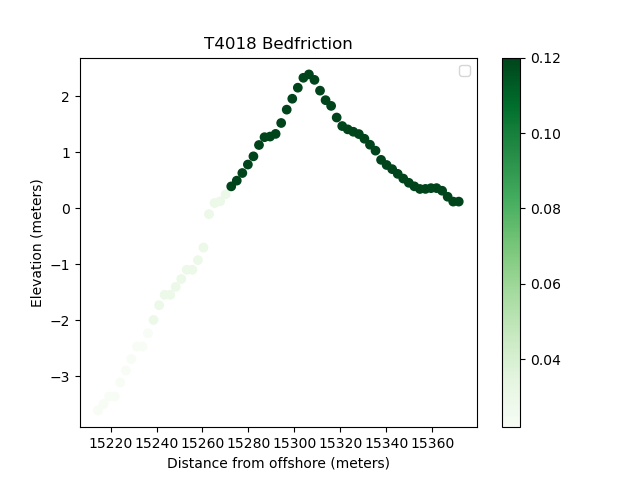 T4018 Bedfriction
Elevation (meters)
2
1
0
−1
−2
−3
15220 15240 15260 15280 15300 15320 15340 15360
Distance from offshore (meters)
0.12
0.10
0.08
0.06
0.04